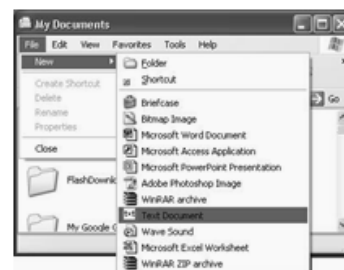 My Documents
File Edit View Favorites Tools Help
New
Create Shortcut
Delete
Rename
Properties
Close
Folder
Shortcut
Briefcase
Bitmap Image
Microsoft Word Document
Microsoft Access Application
Microsoft PowerPoint Presentation
Adobe Photoshop Image
WinRAR archive
Text Document
Wave Sound
Microsoft Excel Worksheet
WinRAR ZIP archive
Go
FlashDownl
My Google G